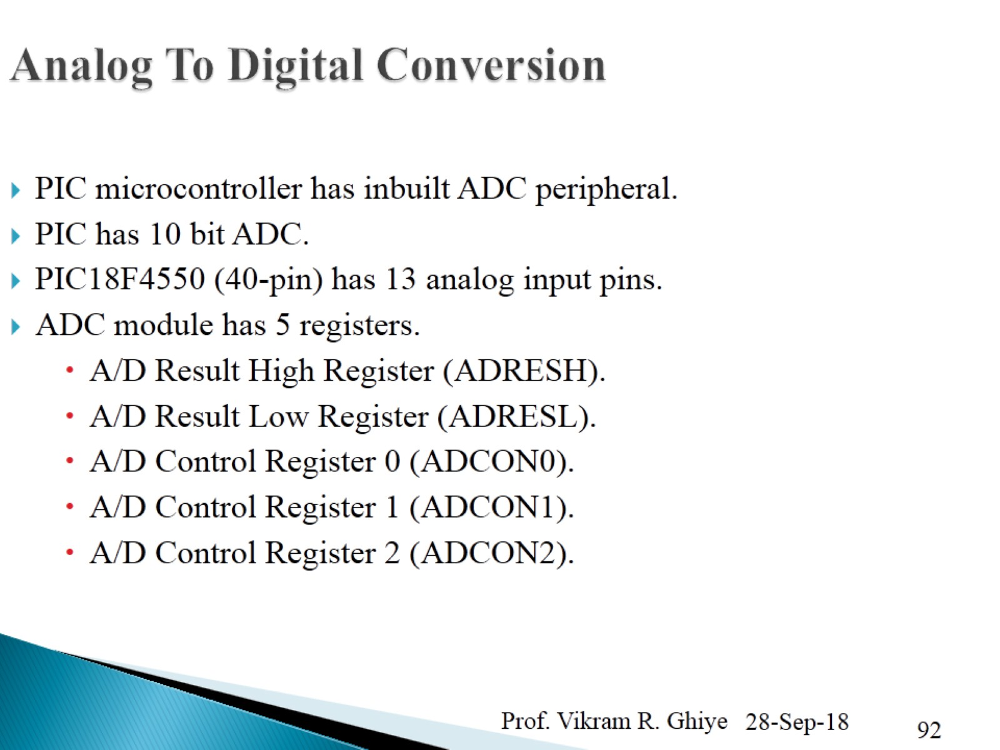 Analog To Digital Conversion
PIC microcontroller has inbuilt ADC peripheral.
PIC has 10 bit ADC.
PIC18F4550 (40-pin) has 13 analog input pins.
ADC module has 5 registers.
A/D Result High Register (ADRESH).
A/D Result Low Register (ADRESL).
A/D Control Register 0 (ADCON0).
A/D Control Register 1 (ADCON1).
A/D Control Register 2 (ADCON2).
Prof. Vikram R. Ghiye 28-Sep-18 92